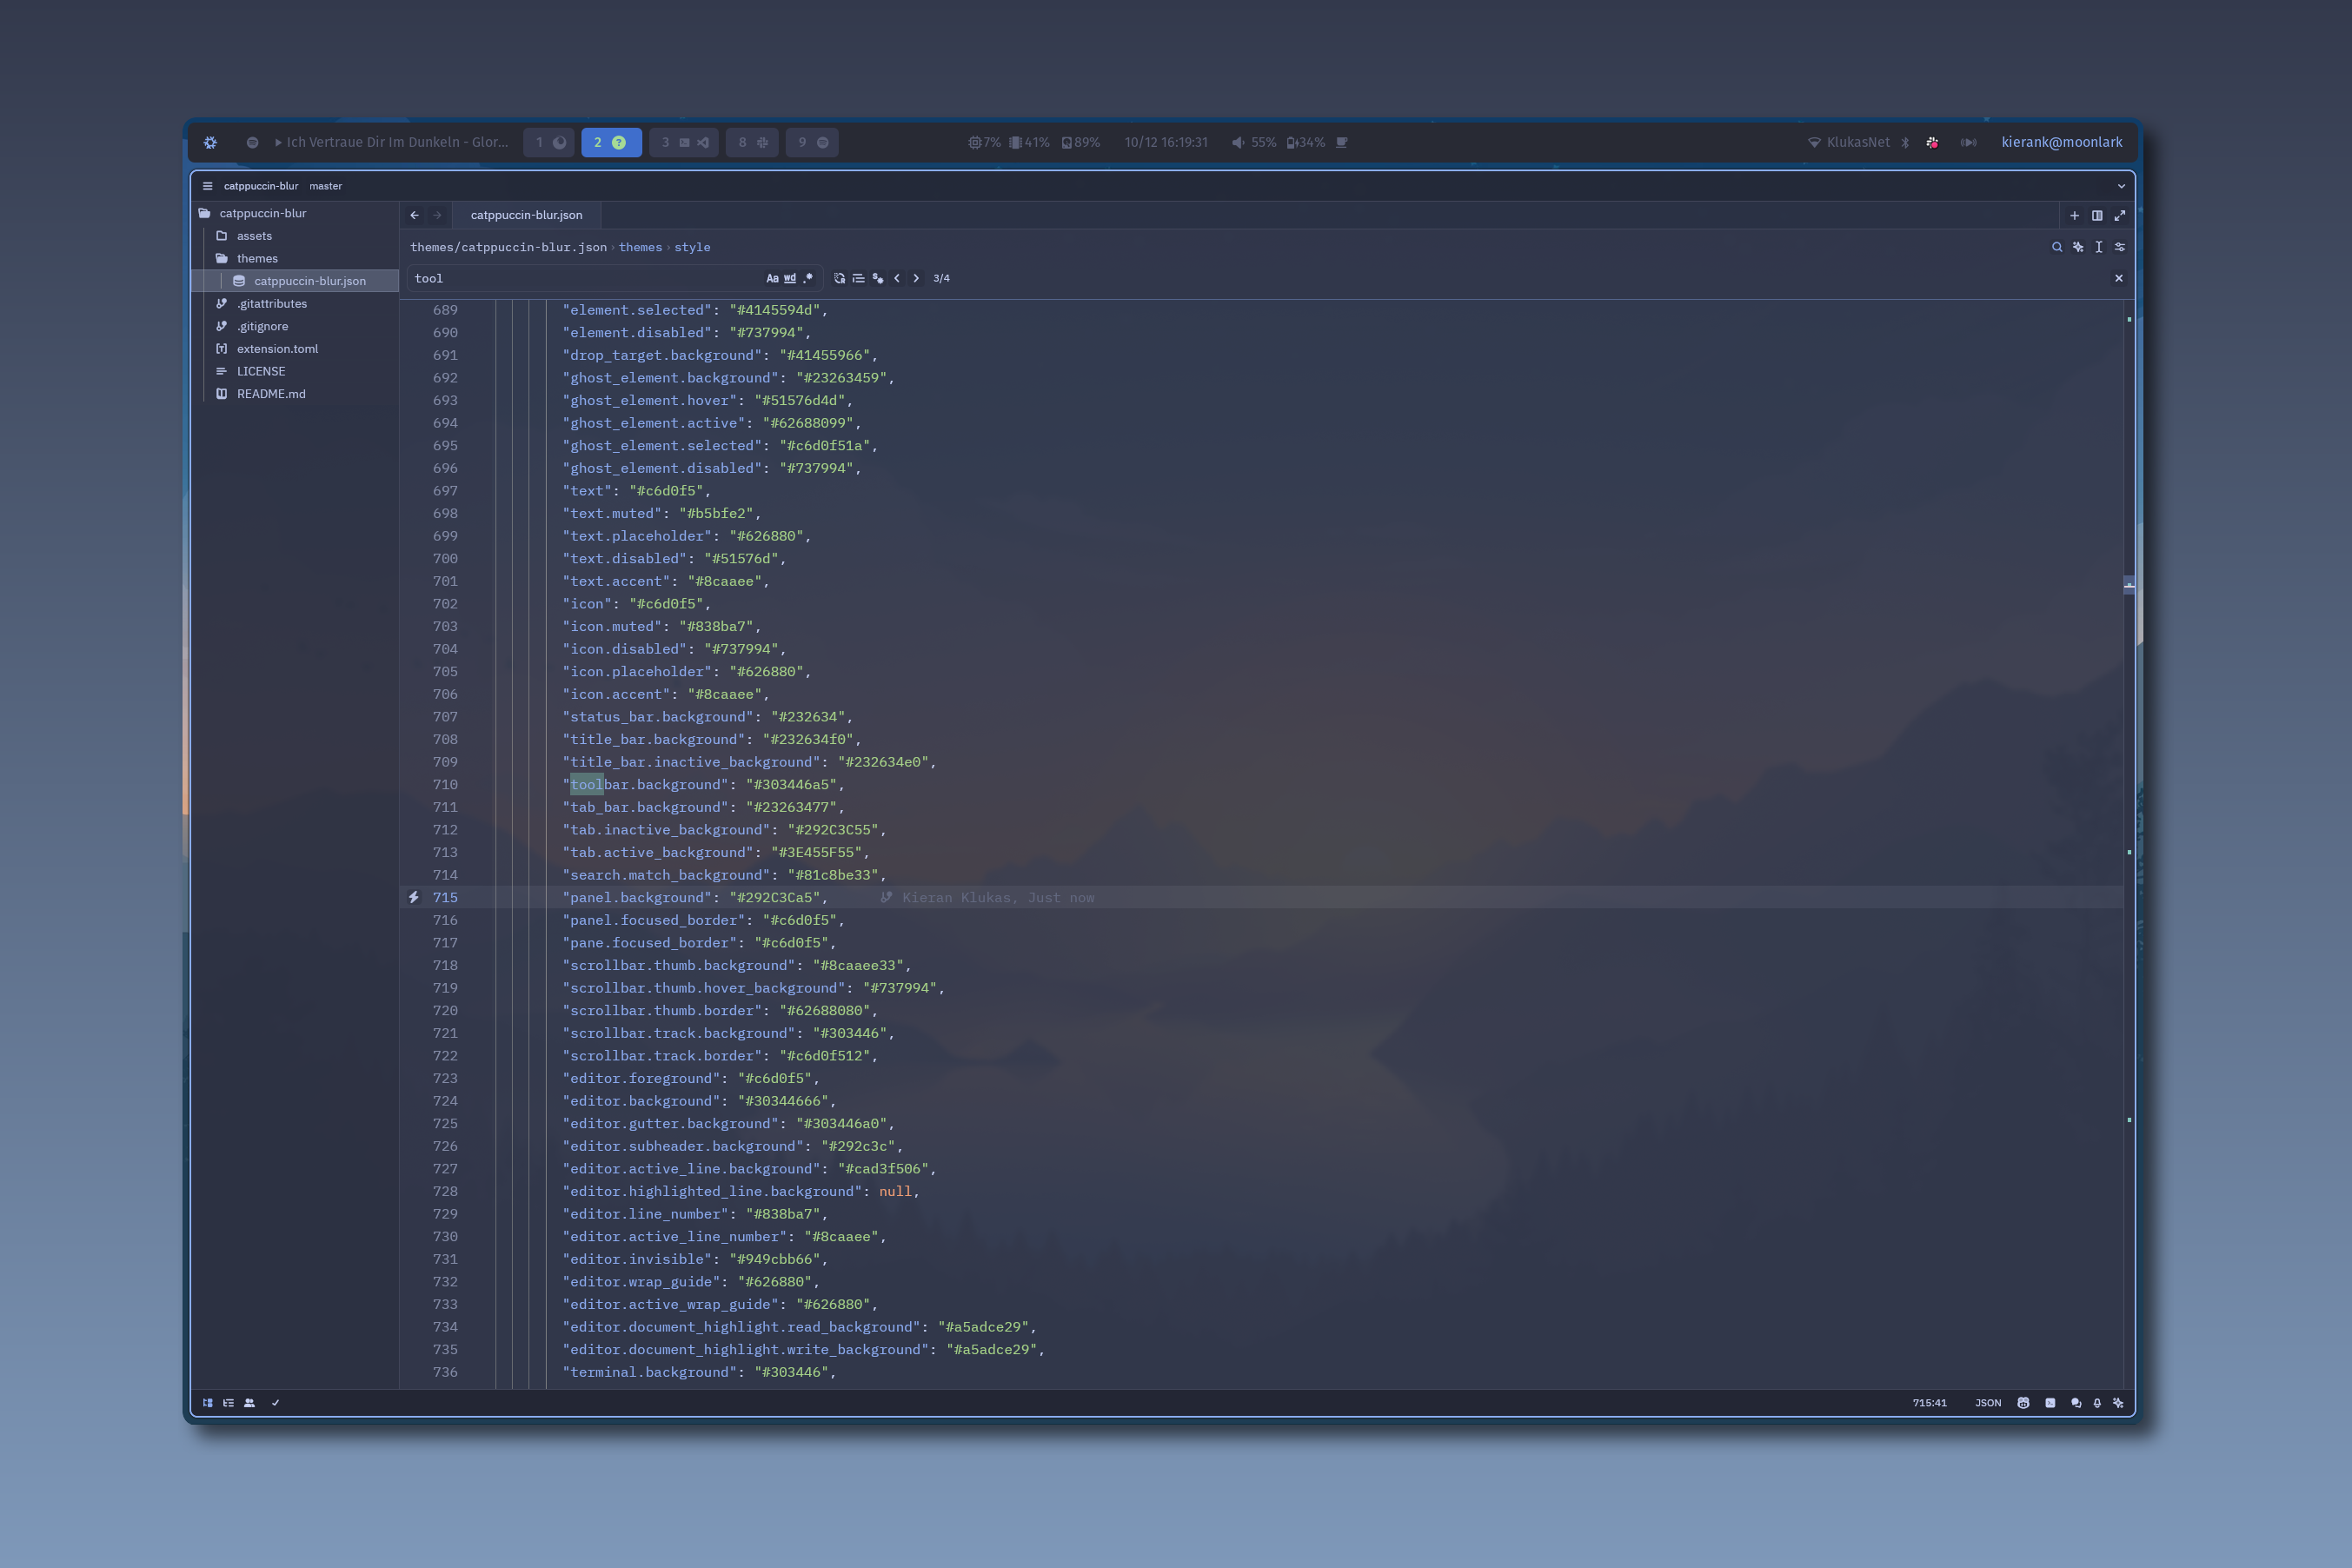 Ich Vertraue Dir Im Dunkeln - Glor... 1 2 ? 3 8 9 7% 41% 89% 10/12 16:19:31 55% 34% KlukasNet kierank@moonlark
catppuccin-blur master
catppuccin-blur
assets
themes
catppuccin-blur.json
.gitattributes
.gitignore
extension.toml
LICENSE
README.md
catppuccin-blur.json
themes/catppuccin-blur.json › themes › style
tool Aa wd .* 3/4
689 "element.selected": "#4145594d",
690 "element.disabled": "#737994",
691 "drop_target.background": "#41455966",
692 "ghost_element.background": "#23263459",
693 "ghost_element.hover": "#51576d4d",
694 "ghost_element.active": "#62688099",
695 "ghost_element.selected": "#c6d0f51a",
696 "ghost_element.disabled": "#737994",
697 "text": "#c6d0f5",
698 "text.muted": "#b5bfe2",
699 "text.placeholder": "#626880",
700 "text.disabled": "#51576d",
701 "text.accent": "#8caaee",
702 "icon": "#c6d0f5",
703 "icon.muted": "#838ba7",
704 "icon.disabled": "#737994",
705 "icon.placeholder": "#626880",
706 "icon.accent": "#8caaee",
707 "status_bar.background": "#232634",
708 "title_bar.background": "#232634f0",
709 "title_bar.inactive_background": "#232634e0",
710 "toolbar.background": "#303446a5",
711 "tab_bar.background": "#23263477",
712 "tab.inactive_background": "#292C3C55",
713 "tab.active_background": "#3E455F55",
714 "search.match_background": "#81c8be33",
715 "panel.background": "#292C3Ca5", Kieran Klukas, Just now
716 "panel.focused_border": "#c6d0f5",
717 "pane.focused_border": "#c6d0f5",
718 "scrollbar.thumb.background": "#8caaee33",
719 "scrollbar.thumb.hover_background": "#737994",
720 "scrollbar.thumb.border": "#62688080",
721 "scrollbar.track.background": "#303446",
722 "scrollbar.track.border": "#c6d0f512",
723 "editor.foreground": "#c6d0f5",
724 "editor.background": "#30344666",
725 "editor.gutter.background": "#303446a0",
726 "editor.subheader.background": "#292c3c",
727 "editor.active_line.background": "#cad3f506",
728 "editor.highlighted_line.background": null,
729 "editor.line_number": "#838ba7",
730 "editor.active_line_number": "#8caaee",
731 "editor.invisible": "#949cbb66",
732 "editor.wrap_guide": "#626880",
733 "editor.active_wrap_guide": "#626880",
734 "editor.document_highlight.read_background": "#a5adce29",
735 "editor.document_highlight.write_background": "#a5adce29",
736 "terminal.background": "#303446",
715:41 JSON